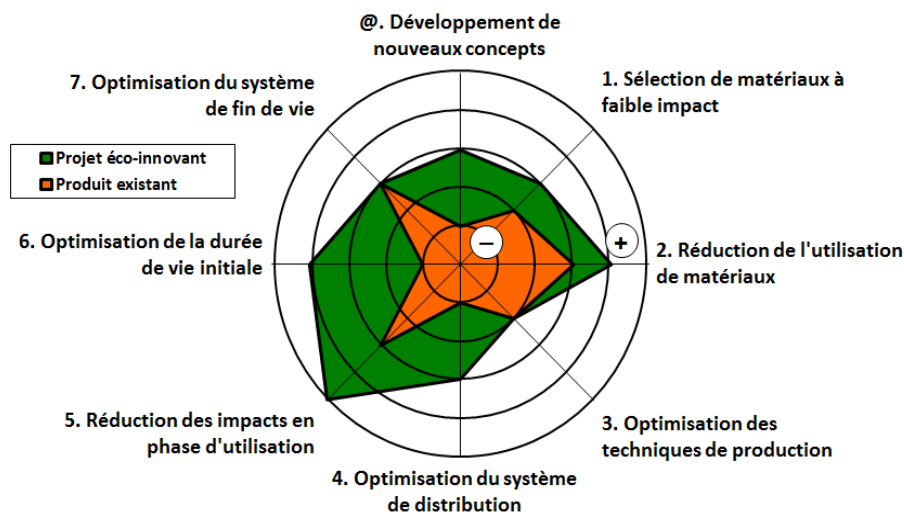 @. Développement de
nouveaux concepts
7. Optimisation du système
de fin de vie
1. Sélection de matériaux à
faible impact
Projet éco-innovant
Produit existant
6. Optimisation de la durée
de vie initiale
−
+
2. Réduction de l'utilisation
de matériaux
5. Réduction des impacts en
phase d'utilisation
3. Optimisation des
techniques de production
4. Optimisation du système
de distribution